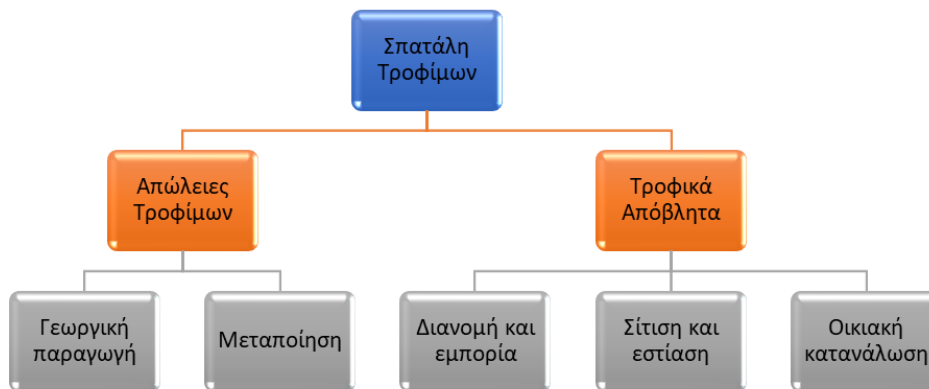 Σπατάλη
Τροφίμων
Απώλειες
Τροφίμων
Τροφικά
Απόβλητα
Γεωργική
παραγωγή
Μεταποίηση
Διανομή και
εμπορία
Σίτιση και
εστίαση
Οικιακή
κατανάλωση